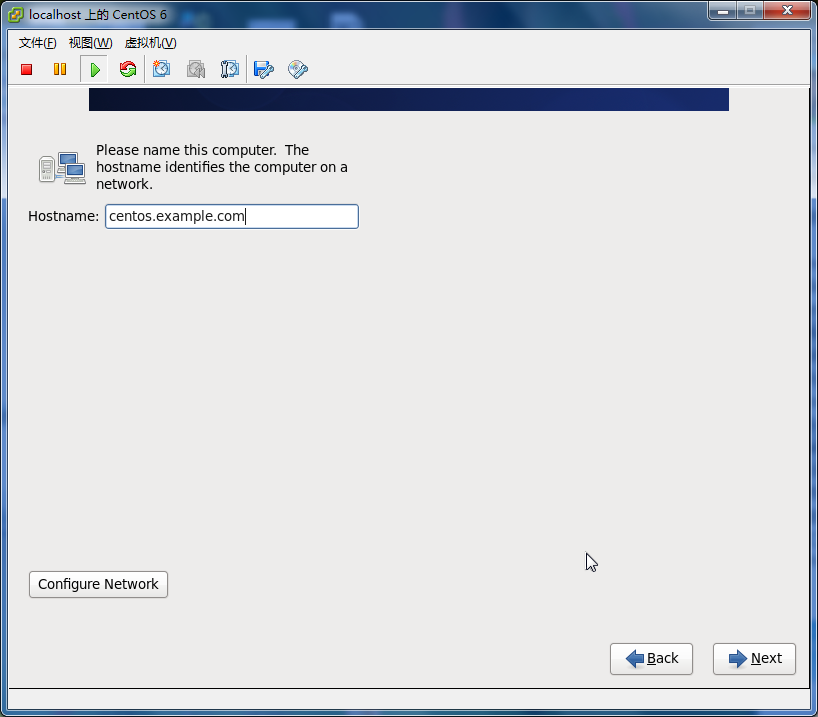 localhost 上的 CentOS 6
文件(F) 视图(W) 虚拟机(V)
Please name this computer. The
hostname identifies the computer on a
network.
Hostname: centos.example.com
Configure Network
Back Next